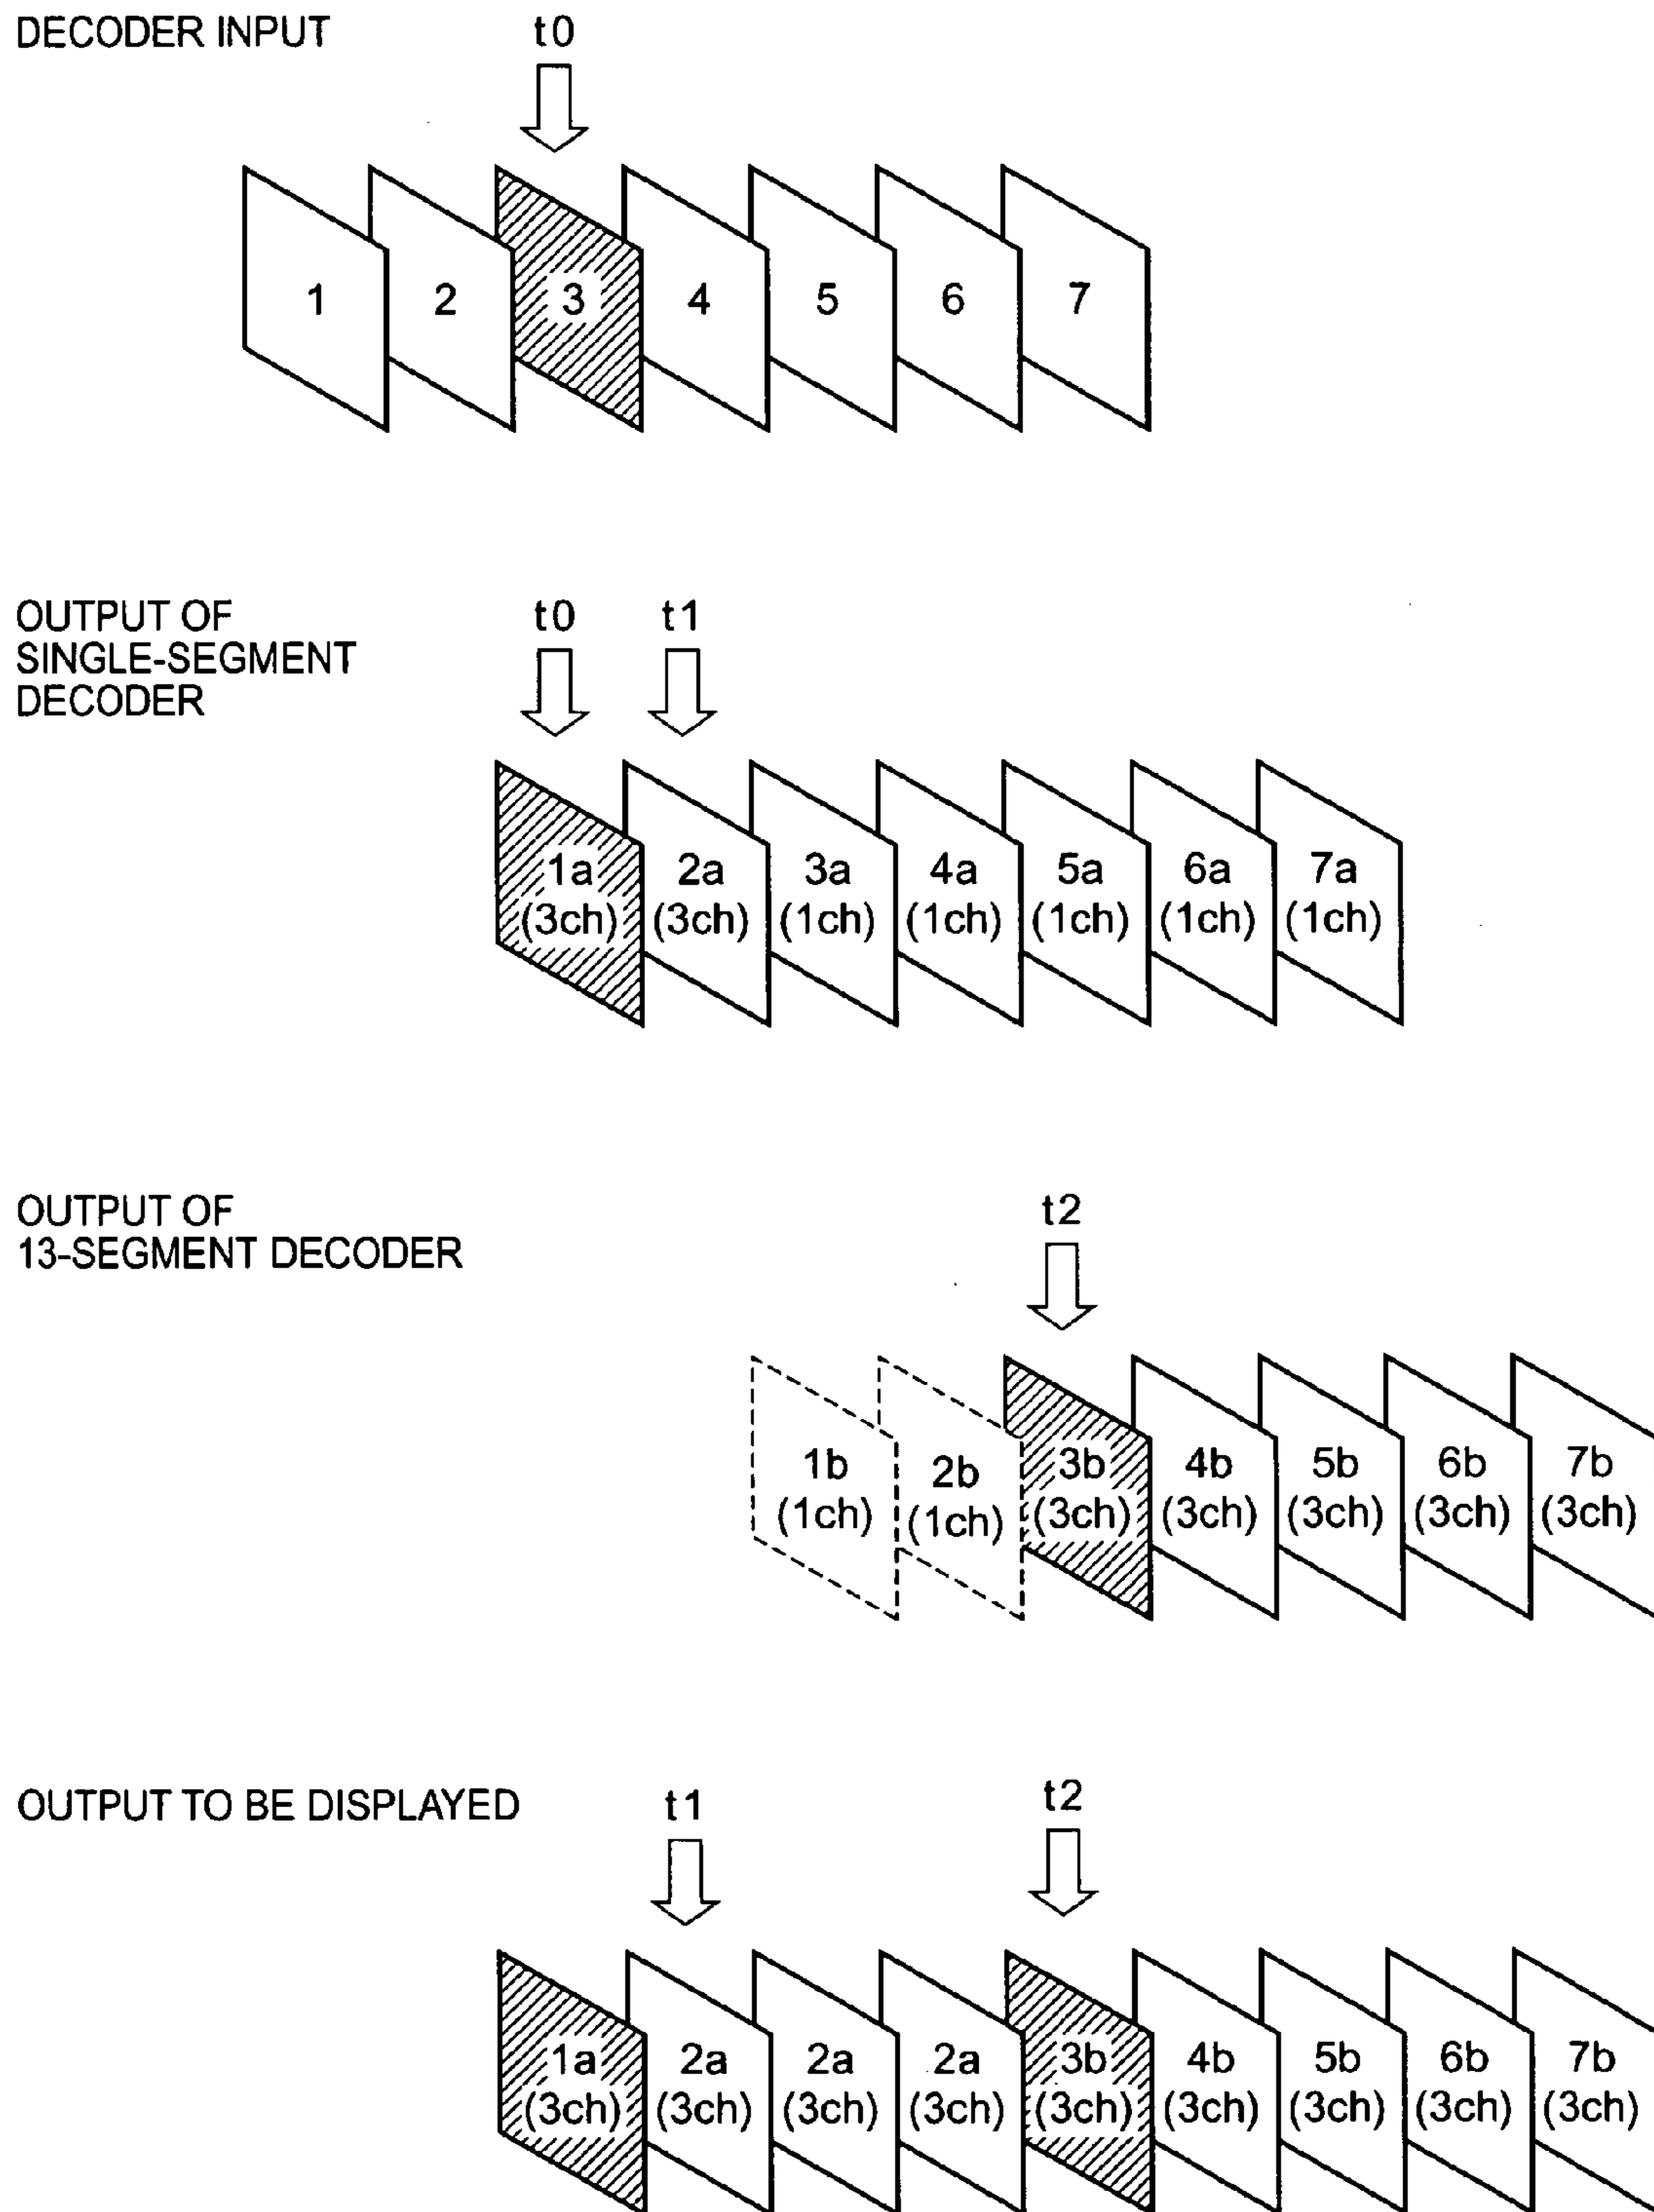 DECODER INPUT
t0
1 2 3 4 5 6 7
OUTPUT OF
SINGLE-SEGMENT
DECODER
t0 t1
1a 2a 3a 4a 5a 6a 7a
(3ch) (3ch) (1ch) (1ch) (1ch) (1ch) (1ch)
OUTPUT OF
13-SEGMENT DECODER
t2
1b 2b 3b 4b 5b 6b 7b
(1ch) (1ch) (3ch) (3ch) (3ch) (3ch) (3ch)
OUTPUT TO BE DISPLAYED
t1 t2
1a 2a 2a 2a 3b 4b 5b 6b 7b
(3ch) (3ch) (3ch) (3ch) (3ch) (3ch) (3ch) (3ch) (3ch)